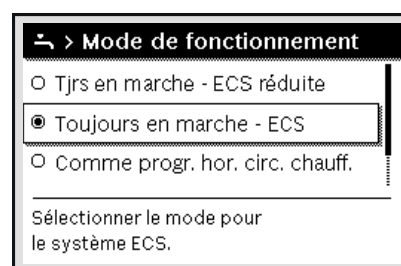 > Mode de fonctionnement
Tjrs en marche - ECS réduite
Toujours en marche - ECS
Comme progr. hor. circ. chauff.
Sélectionner le mode pour
le système ECS.